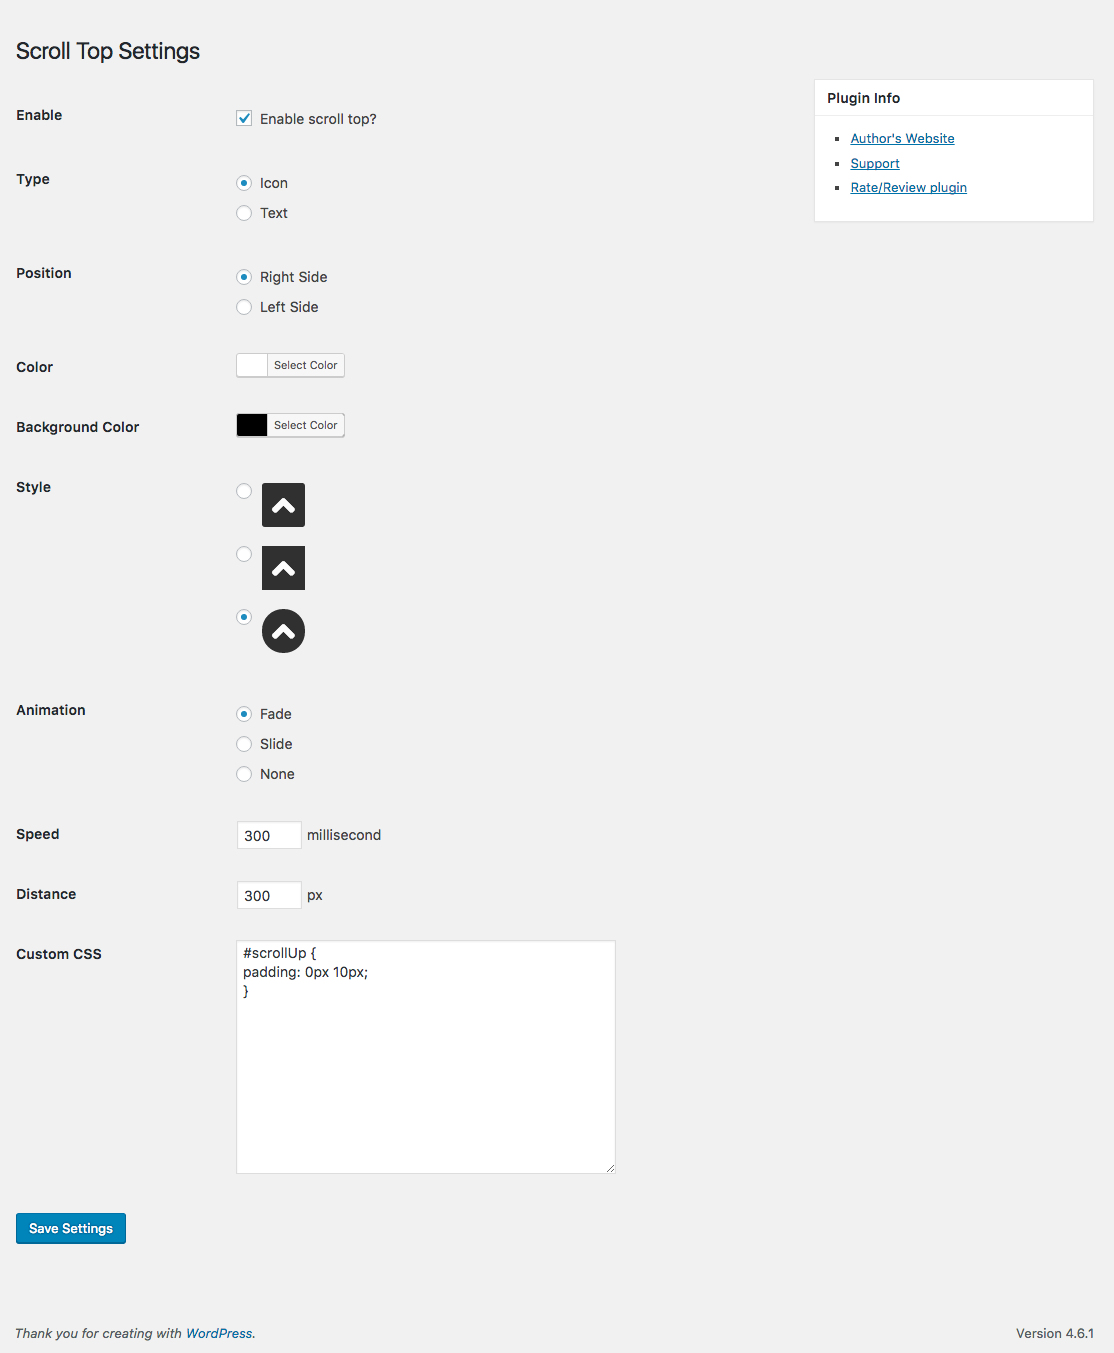 Scroll Top Settings
Enable
Enable scroll top?
Type
Icon
Text
Position
Right Side
Left Side
Color
Select Color
Background Color
Select Color
Style
Animation
Fade
Slide
None
Speed
300 millisecond
Distance
300 px
Custom CSS
#scrollUp {
padding: 0px 10px;
}
Save Settings
Plugin Info
Author's Website
Support
Rate/Review plugin
Thank you for creating with WordPress.
Version 4.6.1